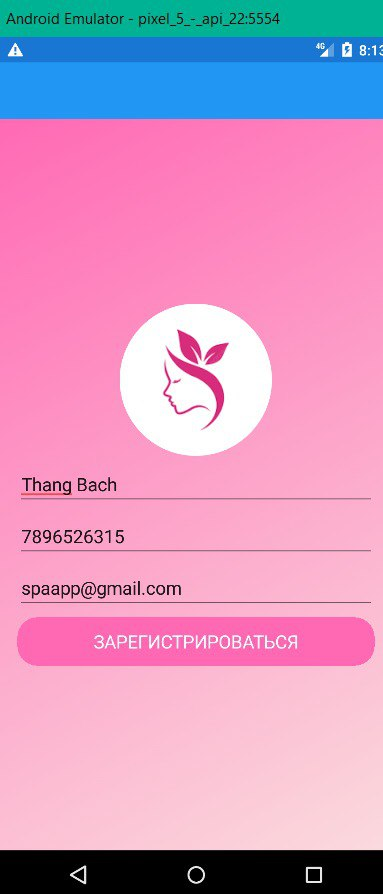 Android Emulator - pixel_5_-_api_22:5554
4G 8:13
Thang Bach
7896526315
spaapp@gmail.com
ЗАРЕГИСТРИРОВАТЬСЯ